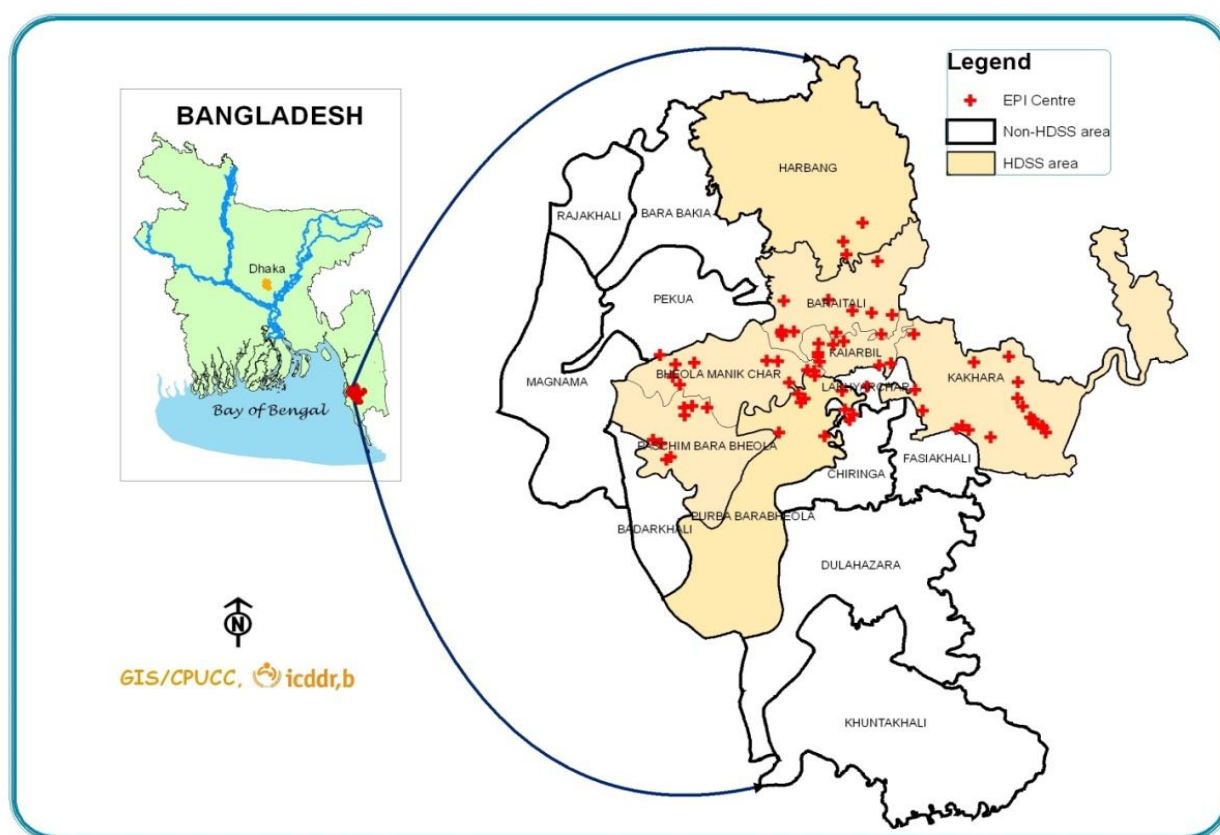 BANGLADESH
Dhaka
Bay of Bengal
N
GIS/CPUCC, icddr,b
Legend
EPI Centre
Non-HDSS area
HDSS area
HARBANG
RAJAKHALI
BARA BAKIA
PEKUA
BARAITALI
KAIARBIL
MAGNAMA
BHEOLA MANIK CHAR
KAKHARA
PASCHIM BARA BHEOLA
FASIAKHALI
CHIRINGA
PURBA BARABHEOLA
BADARKHALI
DULAHAZARA
KHUNTAKHALI